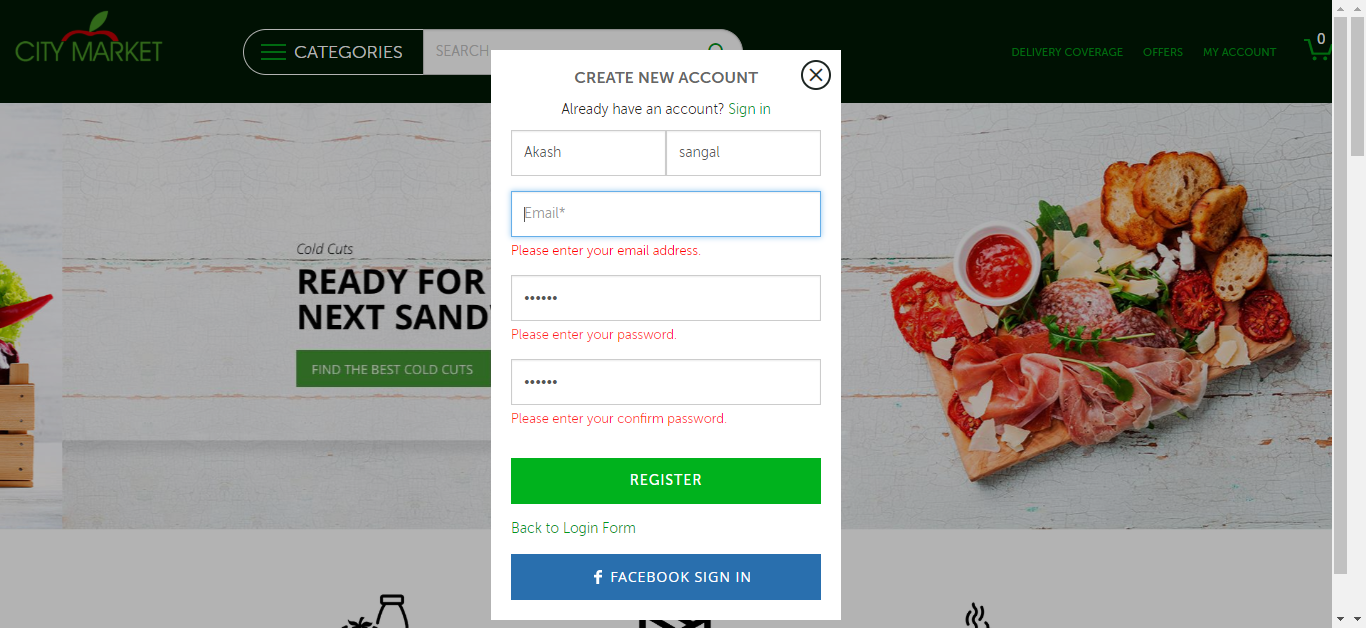 CITY MARKET
CATEGORIES
SEARCH
DELIVERY COVERAGE
OFFERS
MY ACCOUNT
0
CREATE NEW ACCOUNT
Already have an account? Sign in
Akash
sangal
Email*
Please enter your email address.
••••••
Please enter your password.
••••••
Please enter your confirm password.
REGISTER
Back to Login Form
FACEBOOK SIGN IN
Cold Cuts
READY FOR
NEXT
FIND THE BEST COLD CUTS